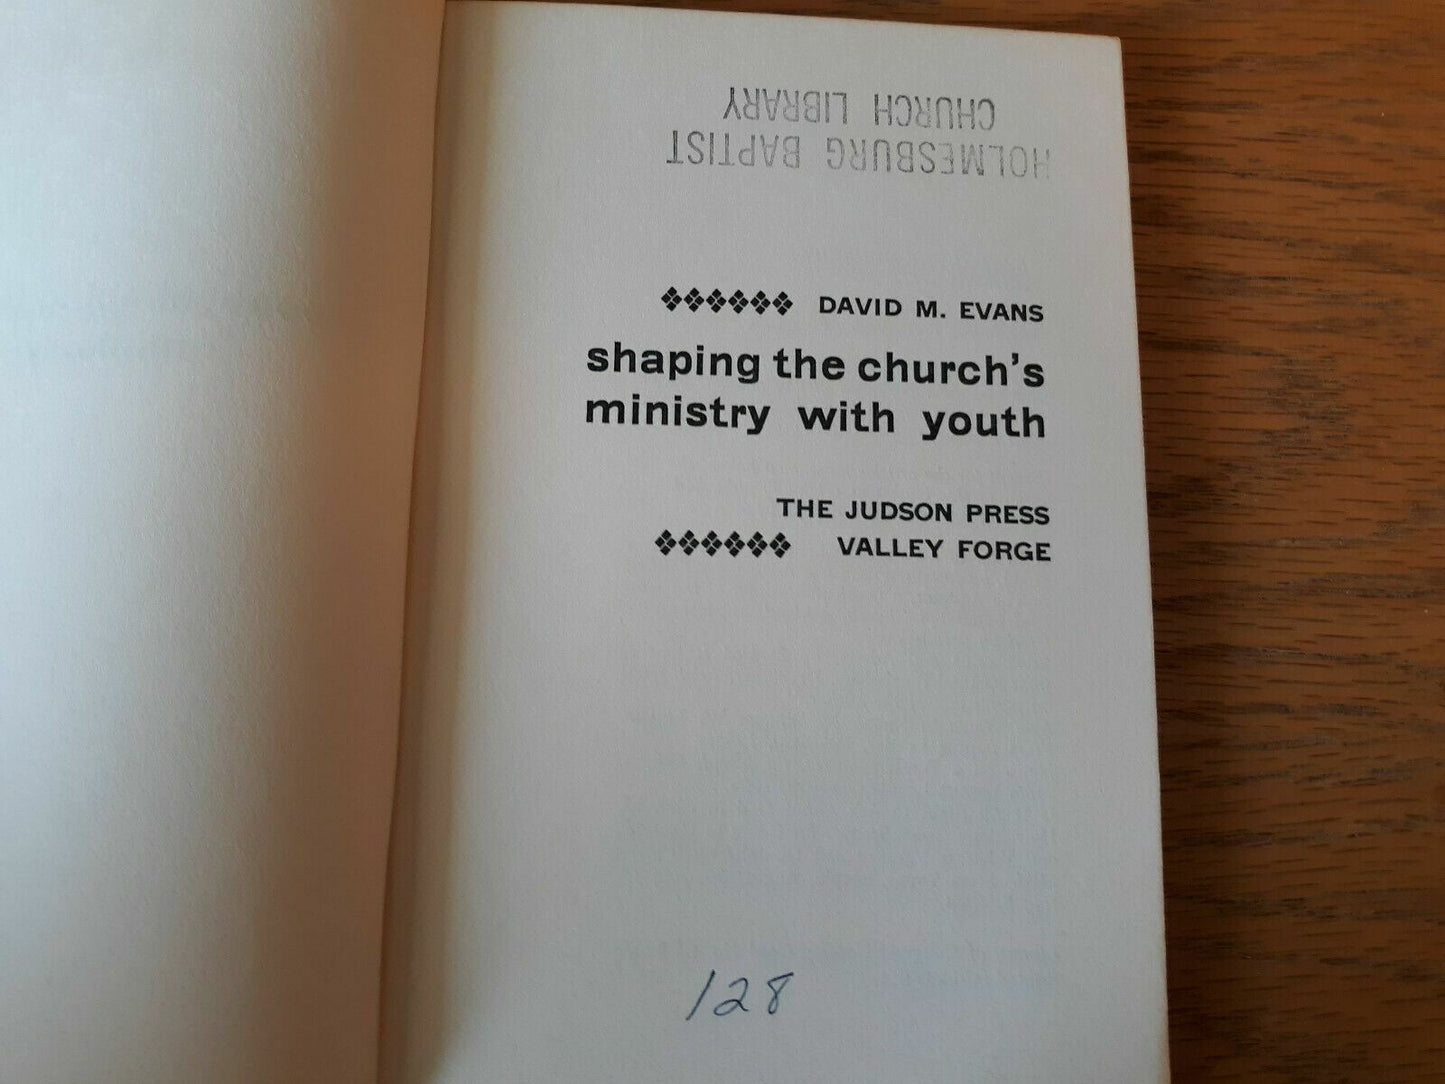 HOLMESBURG BAPTIST
CHURCH LIBRARY
DAVID M. EVANS
shaping the church's
ministry with youth
THE JUDSON PRESS
VALLEY FORGE
128